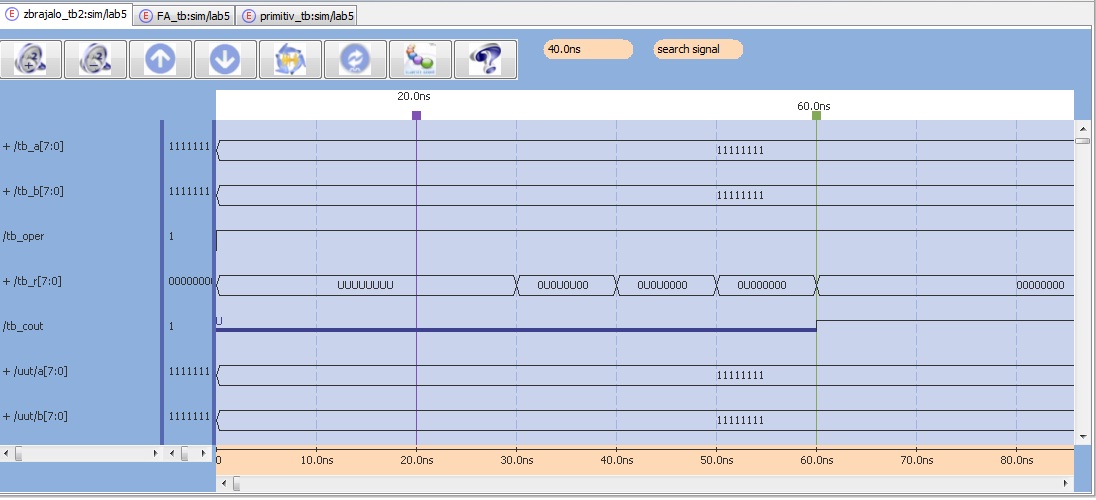 zbrajalo_tb2:sim/lab5 FA_tb:sim/lab5 primitiv_tb:sim/lab5
40.0ns search signal
20.0ns
60.0ns
+ /tb_a[7:0] 1111111 11111111
+ /tb_b[7:0] 1111111 11111111
/tb_oper 1
+ /tb_r[7:0] 0000000 UUUUUUUU 0U0U0U00 0U0U0000 0U000000 00000000
U
/tb_cout 1
+ /uut/a[7:0] 1111111 11111111
+ /uut/b[7:0] 1111111 11111111
0 10.0ns 20.0ns 30.0ns 40.0ns 50.0ns 60.0ns 70.0ns 80.0ns